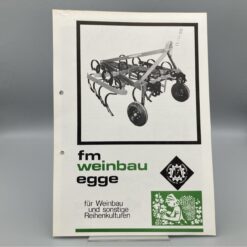 fm
weinbau
egge
für Weinbau
und sonstige
Reihenkulturen